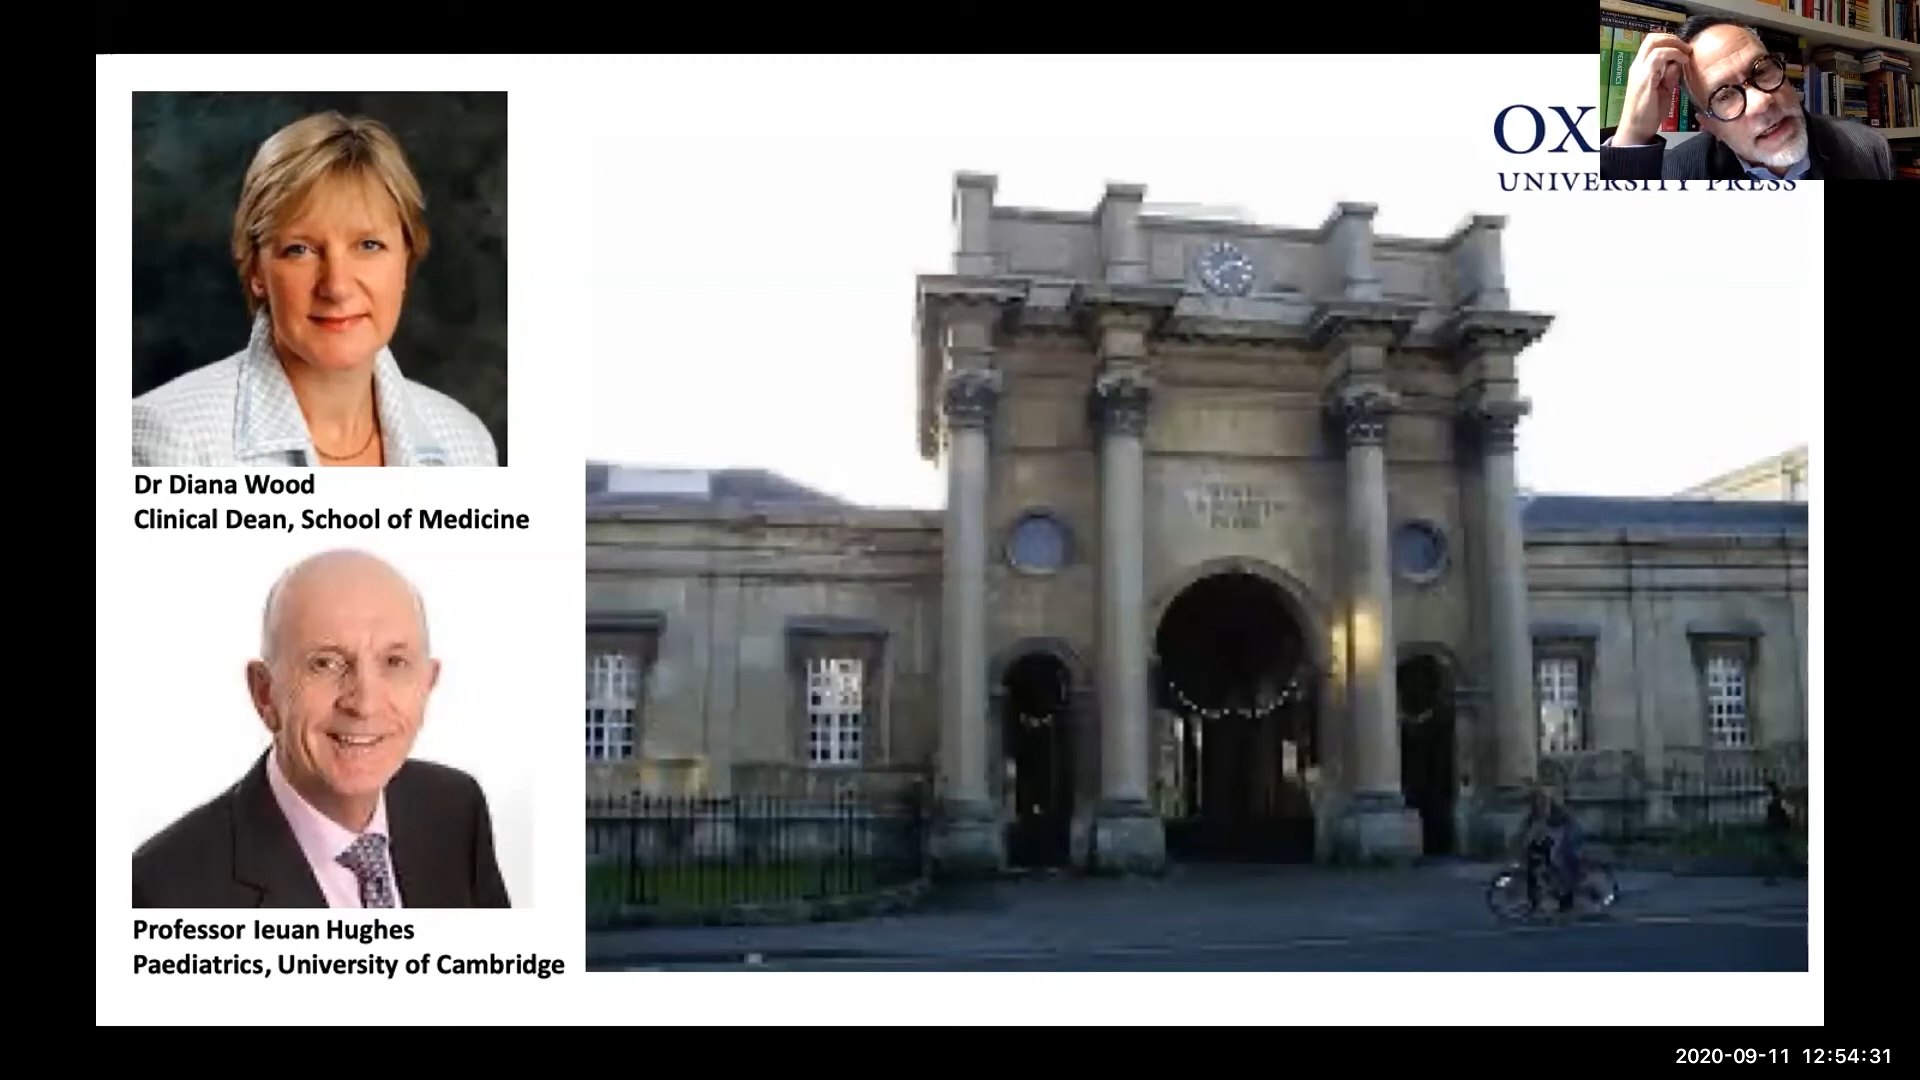 OX
UNIVERSITY PRESS
Dr Diana Wood
Clinical Dean, School of Medicine
Professor Ieuan Hughes
Paediatrics, University of Cambridge
2020-09-11 12:54:31